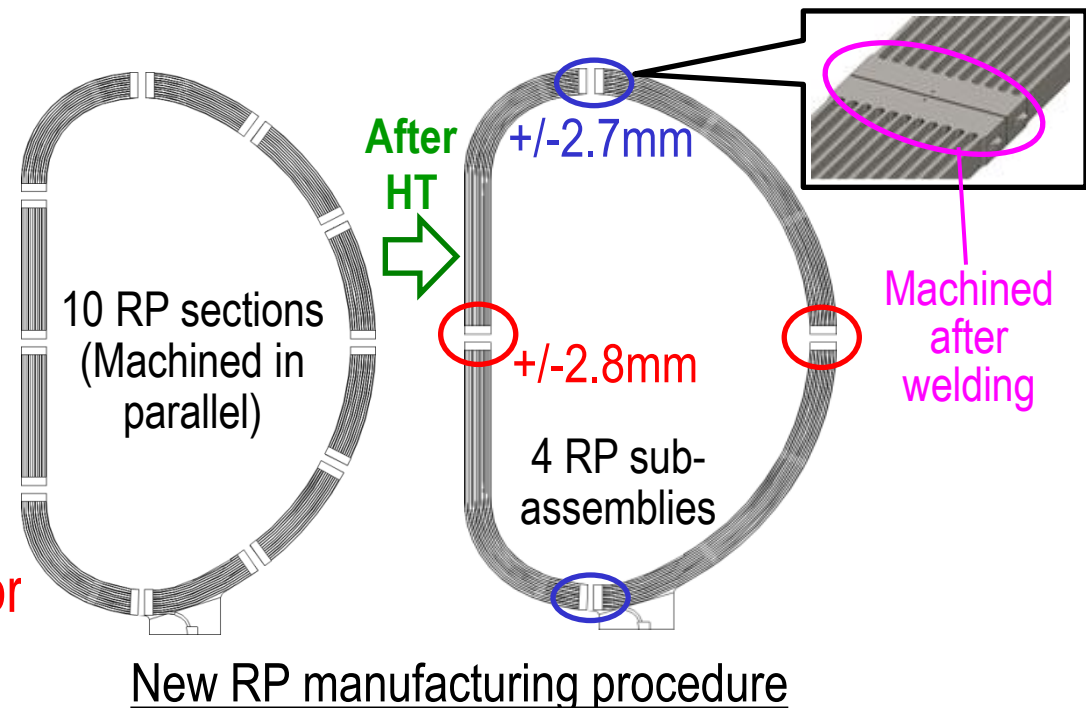 After
HT
+/-2.7mm
10 RP sections
(Machined in
parallel)
+/-2.8mm
4 RP sub-
assemblies
Machined
after
welding
or
New RP manufacturing procedure